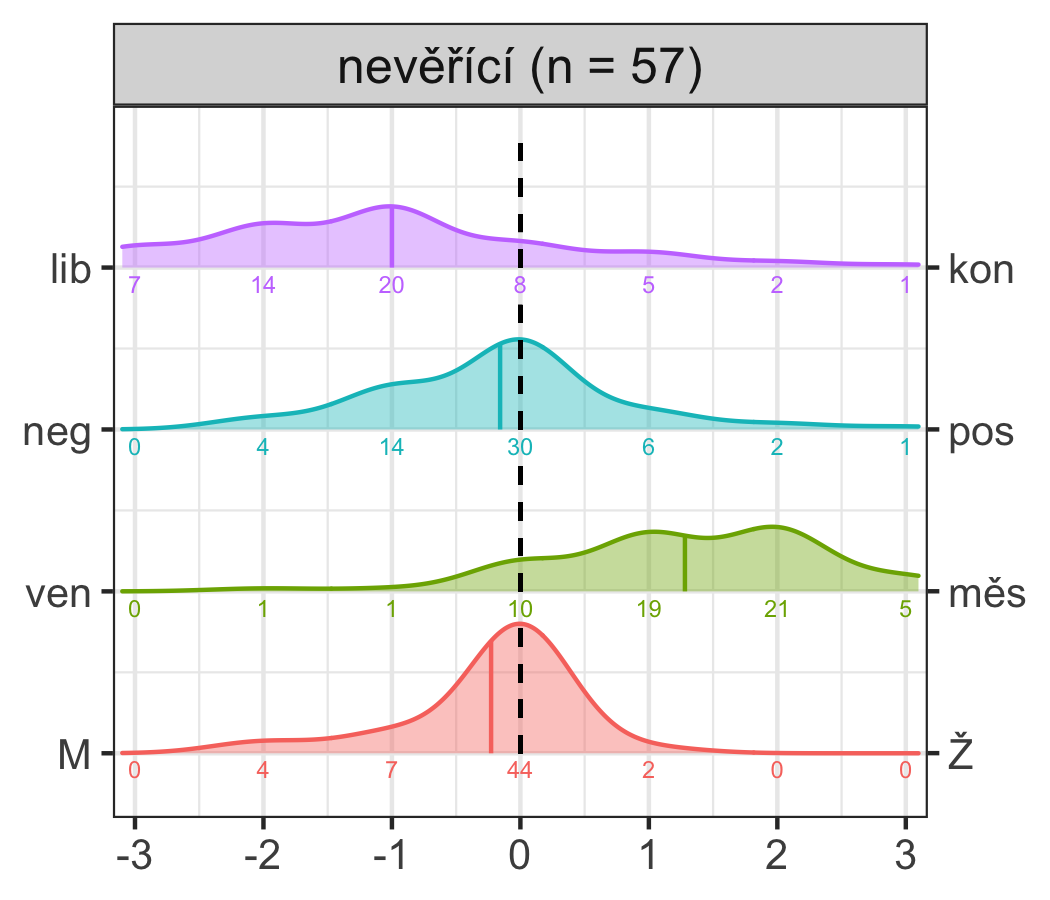 nevěřící (n = 57)
lib kon
7 14 20 8 5 2 1
neg pos
0 4 14 30 6 2 1
ven měs
0 1 1 10 19 21 5
M Ž
0 4 7 44 2 0 0
-3 -2 -1 0 1 2 3